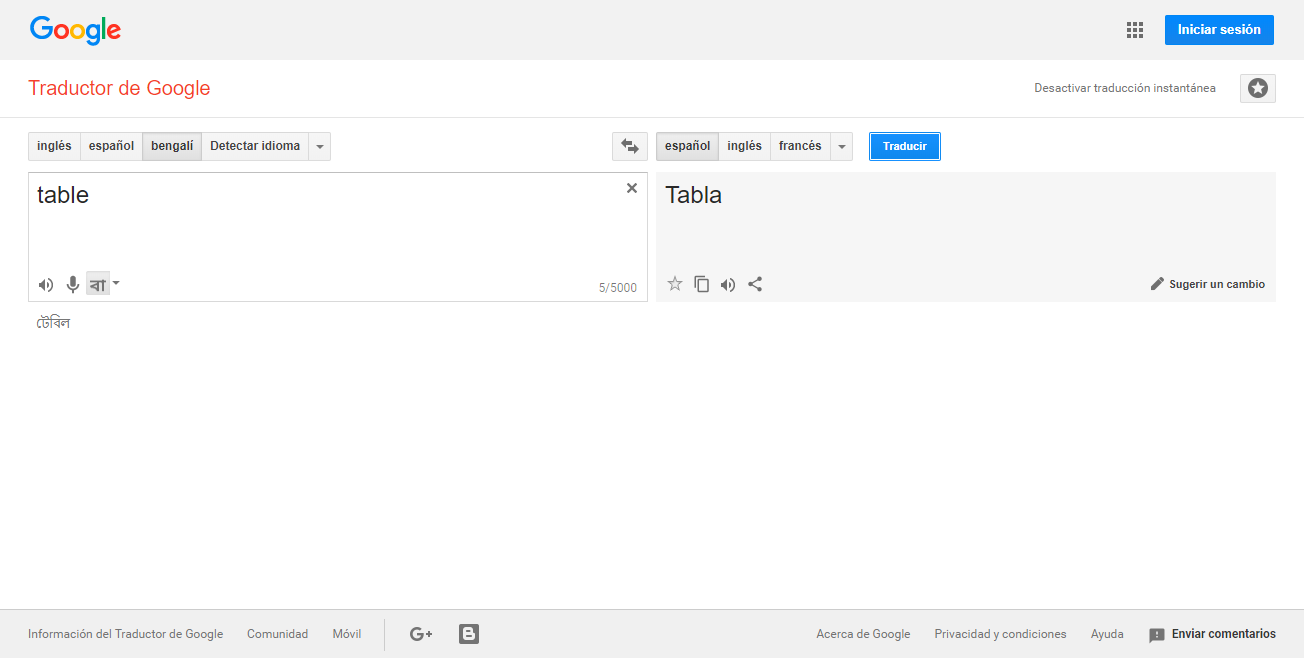 Google
Iniciar sesión
Traductor de Google
Desactivar traducción instantánea
inglés español bengalí Detectar idioma
español inglés francés Traducir
table
Tabla
বা
5/5000
Sugerir un cambio
টেবিল
Información del Traductor de Google Comunidad Móvil G+ B Acerca de Google Privacidad y condiciones Ayuda Enviar comentarios